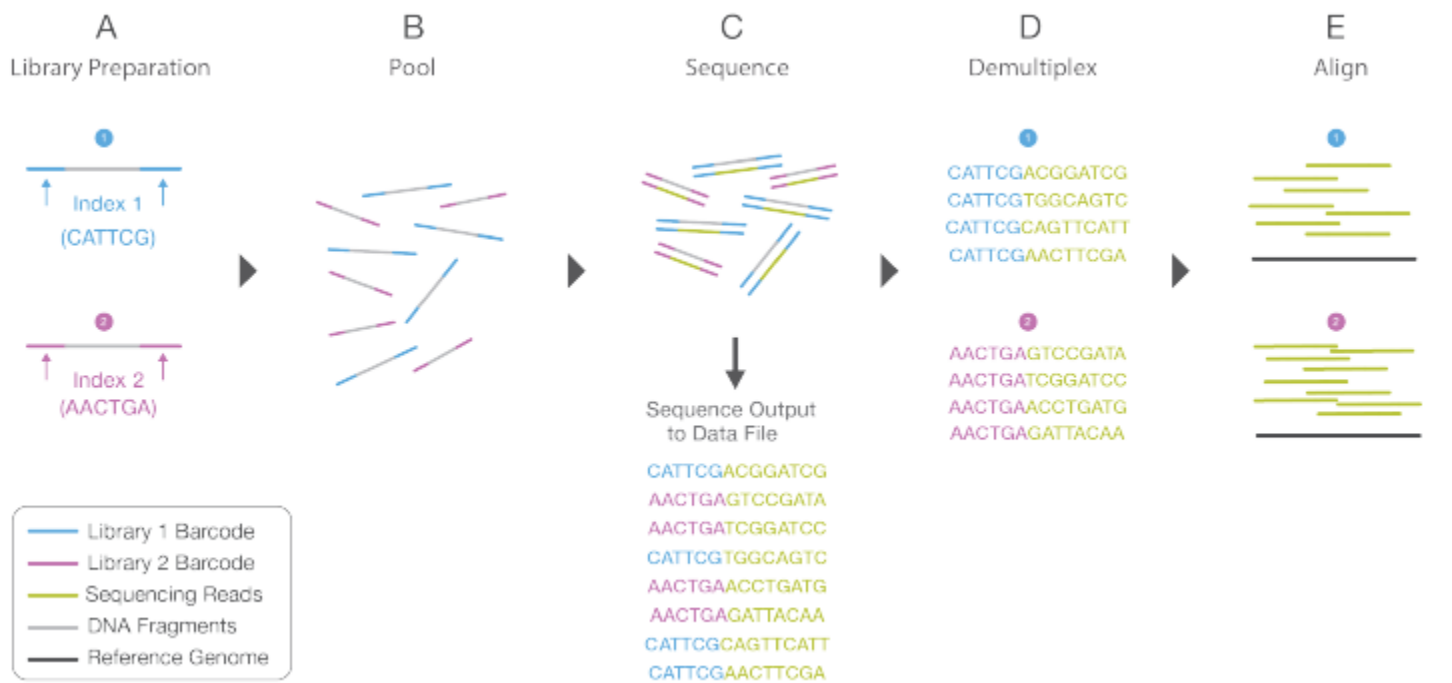 A
Library Preparation
1
Index 1
(CATTCG)
2
Index 2
(AACTGA)
B
Pool
C
Sequence
Sequence Output
to Data File
CATTCGACGGATCG
AACTGAGTCCGATA
AACTGATCGGATCC
CATTCGTGGCAGTC
AACTGAACCTGATG
AACTGAGATTACAA
CATTCGCAGTTCATT
CATTCGAACTTCGA
D
Demultiplex
1
CATTCGACGGATCG
CATTCGTGGCAGTC
CATTCGCAGTTCATT
CATTCGAACTTCGA
2
AACTGAGTCCGATA
AACTGATCGGATCC
AACTGAACCTGATG
AACTGAGATTACAA
E
Align
1
2
Library 1 Barcode
Library 2 Barcode
Sequencing Reads
DNA Fragments
Reference Genome